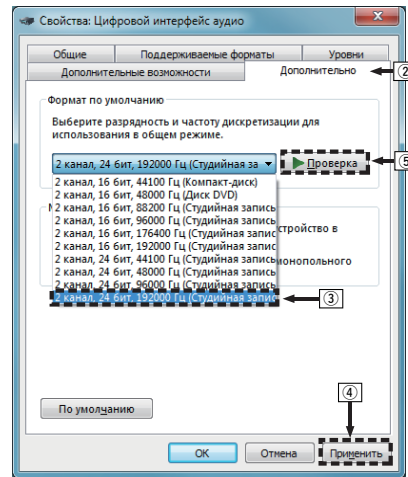 Свойства: Цифровой интерфейс аудио
Общие Поддерживаемые форматы Уровни
Дополнительные возможности Дополнительно ②
Формат по умолчанию
Выберите разрядность и частоту дискретизации для
использования в общем режиме.
2 канал, 24 бит, 192000 Гц (Студийная за Проверка ⑤
2 канал, 16 бит, 44100 Гц (Компакт-диск)
2 канал, 16 бит, 48000 Гц (Диск DVD)
2 канал, 16 бит, 88200 Гц (Студийная запись
2 канал, 16 бит, 96000 Гц (Студийная запись
2 канал, 16 бит, 176400 Гц (Студийная запис стройство в
2 канал, 16 бит, 192000 Гц (Студийная запис
2 канал, 24 бит, 44100 Гц (Студийная запись монопольного
2 канал, 24 бит, 48000 Гц (Студийная запись
2 канал, 24 бит, 96000 Гц (Студийная запись
2 канал, 24 бит, 192000 Гц (Студийная запис ③
④
По умолчанию
OK Отмена Применить